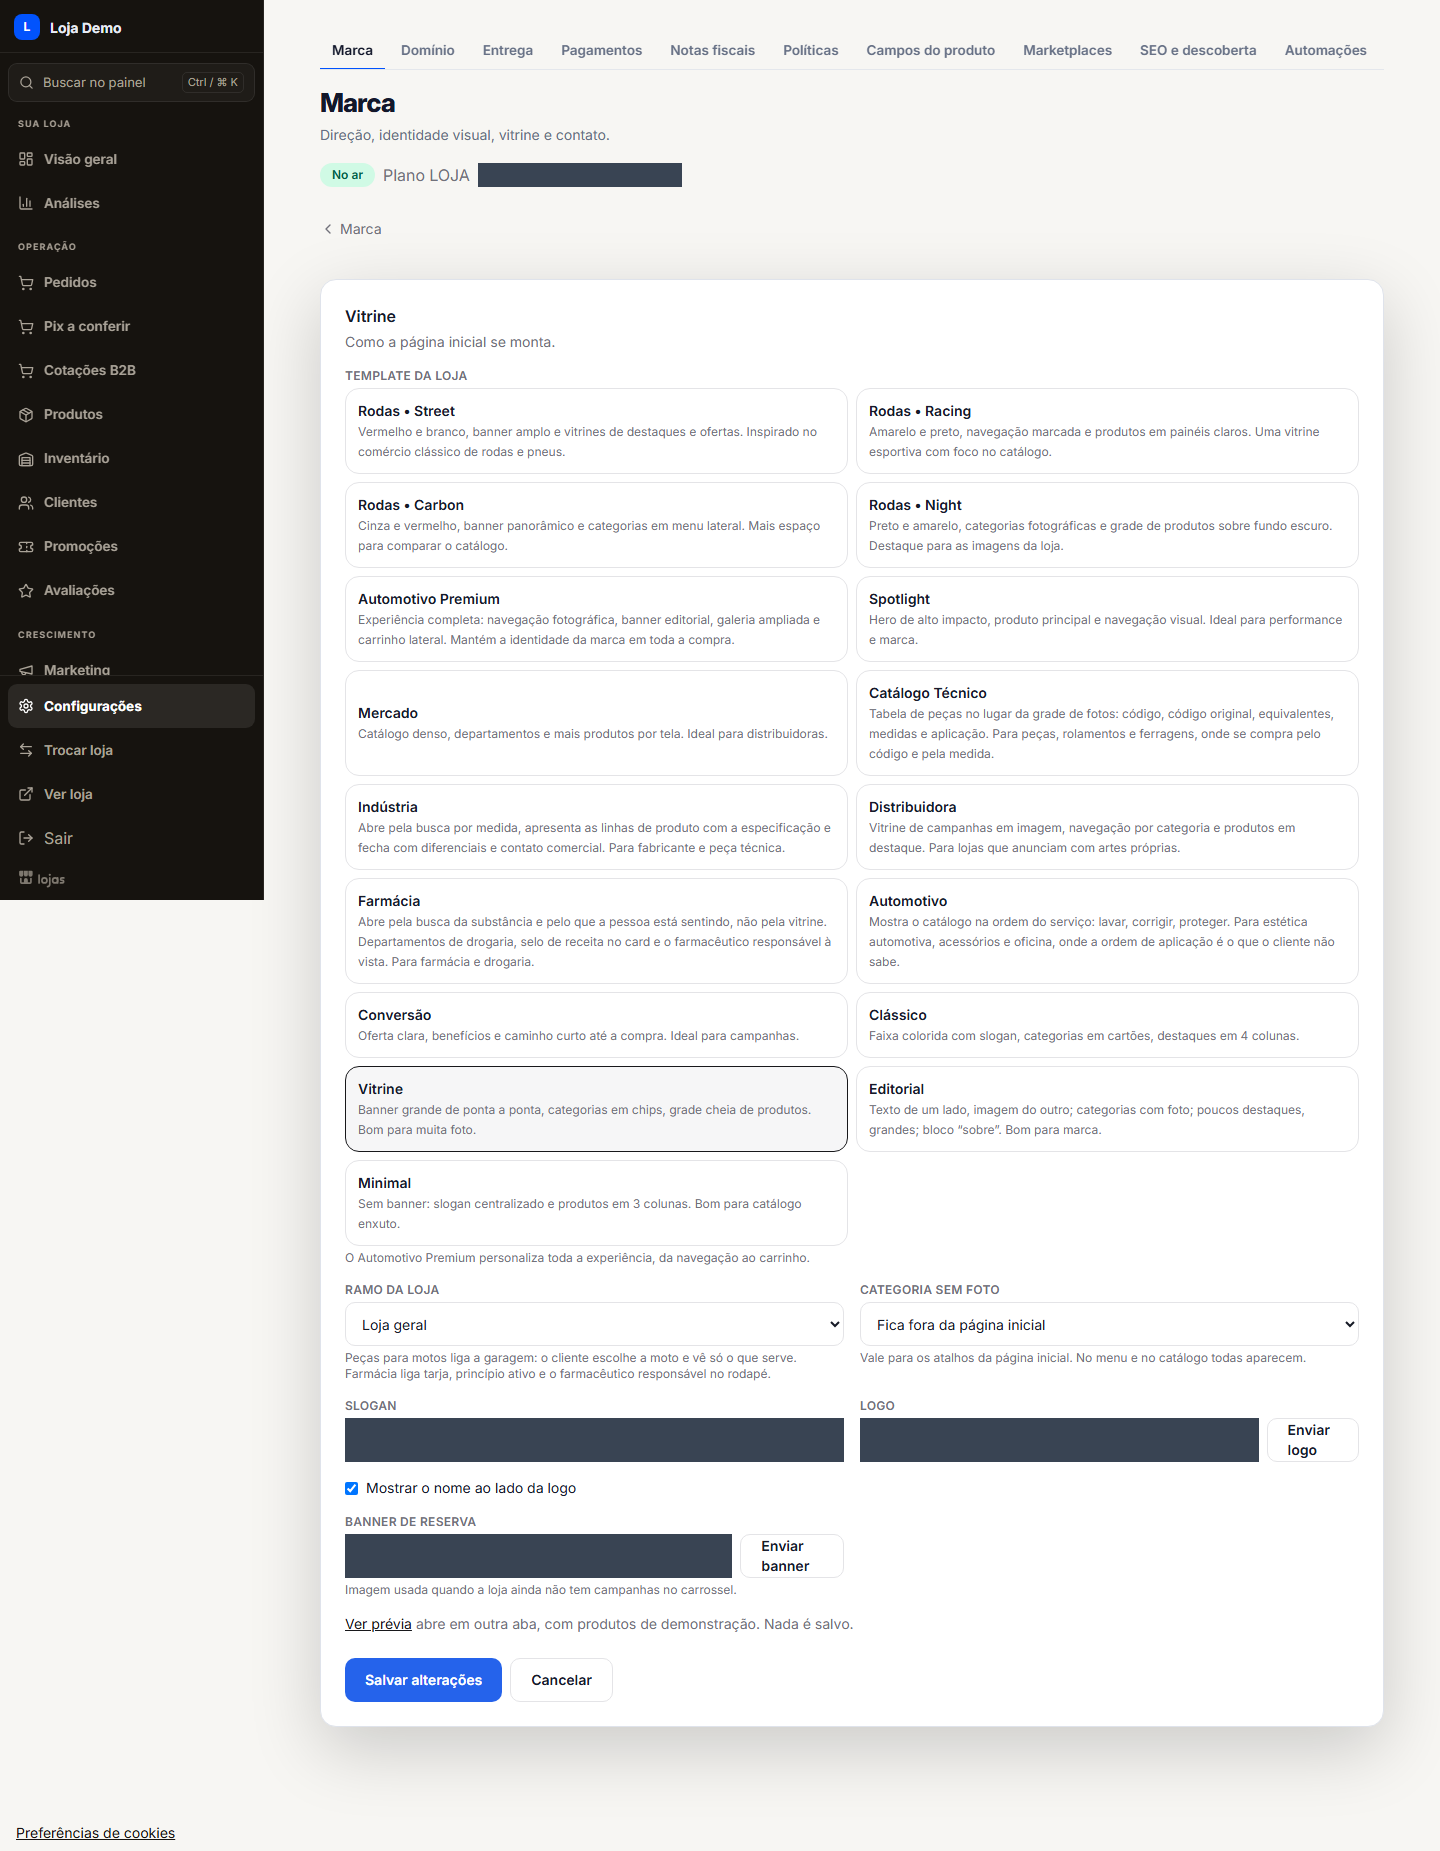 L Loja Demo
Buscar no painel Ctrl / ⌘ K
SUA LOJA
Visão geral
Análises
OPERAÇÃO
Pedidos
Pix a conferir
Cotações B2B
Produtos
Inventário
Clientes
Promoções
Avaliações
CRESCIMENTO
Marketing
Configurações
Trocar loja
Ver loja
Sair
lojas
Marca Domínio Entrega Pagamentos Notas fiscais Políticas Campos do produto Marketplaces SEO e descoberta Automações
Marca
Direção, identidade visual, vitrine e contato.
No ar Plano LOJA
Marca
Vitrine
Como a página inicial se monta.
TEMPLATE DA LOJA
Rodas • Street
Vermelho e branco, banner amplo e vitrines de destaques e ofertas. Inspirado no
comércio clássico de rodas e pneus.
Rodas • Racing
Amarelo e preto, navegação marcada e produtos em painéis claros. Uma vitrine
esportiva com foco no catálogo.
Rodas • Carbon
Cinza e vermelho, banner panorâmico e categorias em menu lateral. Mais espaço
para comparar o catálogo.
Rodas • Night
Preto e amarelo, categorias fotográficas e grade de produtos sobre fundo escuro.
Destaque para as imagens da loja.
Automotivo Premium
Experiência completa: navegação fotográfica, banner editorial, galeria ampliada e
carrinho lateral. Mantém a identidade da marca em toda a compra.
Spotlight
Hero de alto impacto, produto principal e navegação visual. Ideal para performance
e marca.
Mercado
Catálogo denso, departamentos e mais produtos por tela. Ideal para distribuidoras.
Catálogo Técnico
Tabela de peças no lugar da grade de fotos: código, código original, equivalentes,
medidas e aplicação. Para peças, rolamentos e ferragens, onde se compra pelo
código e pela medida.
Indústria
Abre pela busca por medida, apresenta as linhas de produto com a especificação e
fecha com diferenciais e contato comercial. Para fabricante e peça técnica.
Distribuidora
Vitrine de campanhas em imagem, navegação por categoria e produtos em
destaque. Para lojas que anunciam com artes próprias.
Farmácia
Abre pela busca da substância e pelo que a pessoa está sentindo, não pela vitrine.
Departamentos de drogaria, selo de receita no card e o farmacêutico responsável à
vista. Para farmácia e drogaria.
Automotivo
Mostra o catálogo na ordem do serviço: lavar, corrigir, proteger. Para estética
automotiva, acessórios e oficina, onde a ordem de aplicação é o que o cliente não
sabe.
Conversão
Oferta clara, benefícios e caminho curto até a compra. Ideal para campanhas.
Clássico
Faixa colorida com slogan, categorias em cartões, destaques em 4 colunas.
Vitrine
Banner grande de ponta a ponta, categorias em chips, grade cheia de produtos.
Bom para muita foto.
Editorial
Texto de um lado, imagem do outro; categorias com foto; poucos destaques,
grandes; bloco “sobre”. Bom para marca.
Minimal
Sem banner: slogan centralizado e produtos em 3 colunas. Bom para catálogo
enxuto.
O Automotivo Premium personaliza toda a experiência, da navegação ao carrinho.
RAMO DA LOJA
Loja geral
Peças para motos liga a garagem: o cliente escolhe a moto e vê só o que serve.
Farmácia liga tarja, princípio ativo e o farmacêutico responsável no rodapé.
CATEGORIA SEM FOTO
Fica fora da página inicial
Vale para os atalhos da página inicial. No menu e no catálogo todas aparecem.
SLOGAN
LOGO
Enviar
logo
Mostrar o nome ao lado da logo
BANNER DE RESERVA
Enviar
banner
Imagem usada quando a loja ainda não tem campanhas no carrossel.
Ver prévia abre em outra aba, com produtos de demonstração. Nada é salvo.
Salvar alterações Cancelar
Preferências de cookies